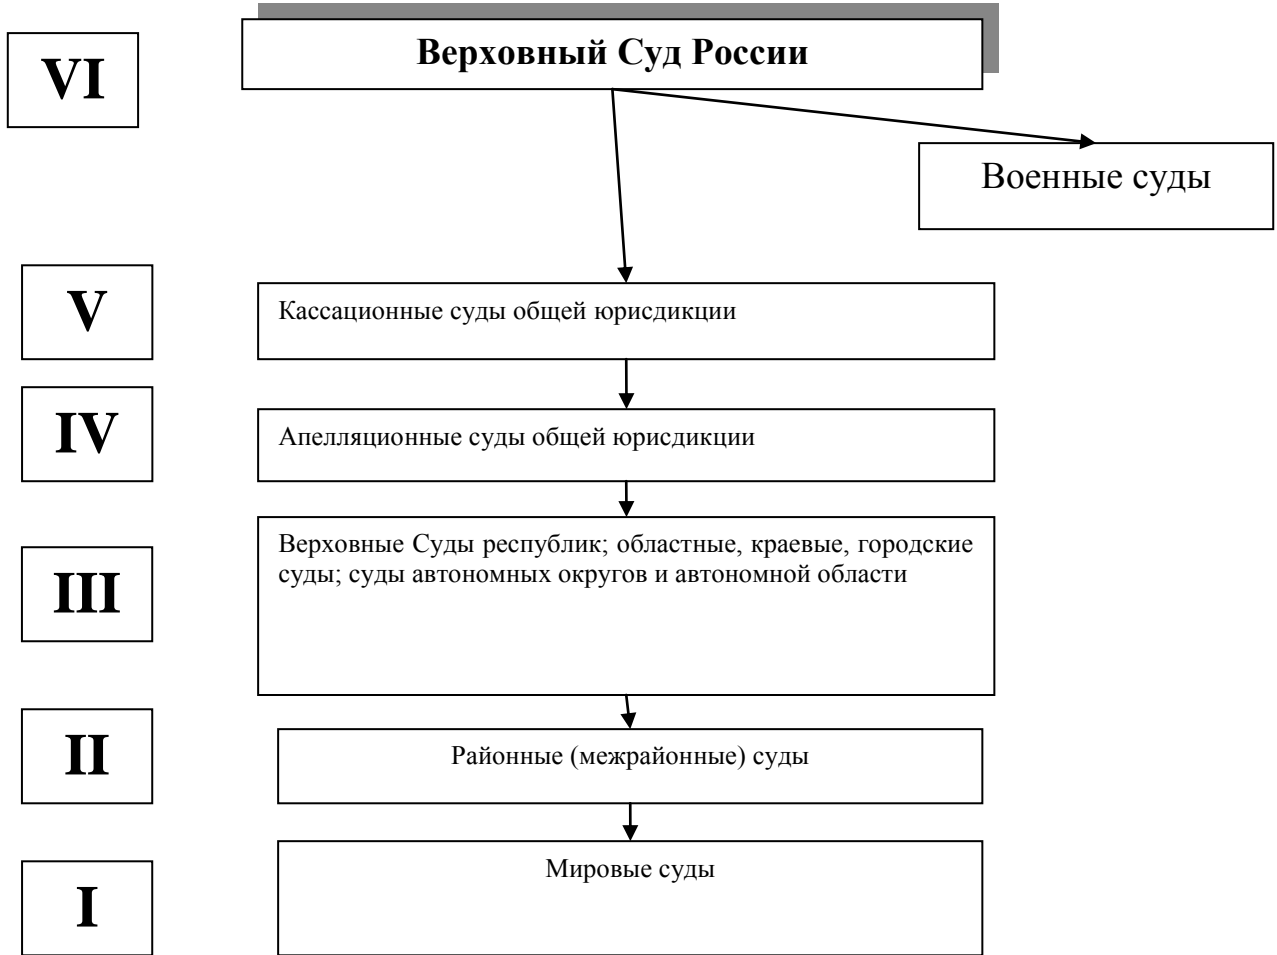 VI
Верховный Суд России
Военные суды
V
Кассационные суды общей юрисдикции
IV
Апелляционные суды общей юрисдикции
III
Верховные Суды республик; областные, краевые, городские
суды; суды автономных округов и автономной области
II
Районные (межрайонные) суды
I
Мировые суды